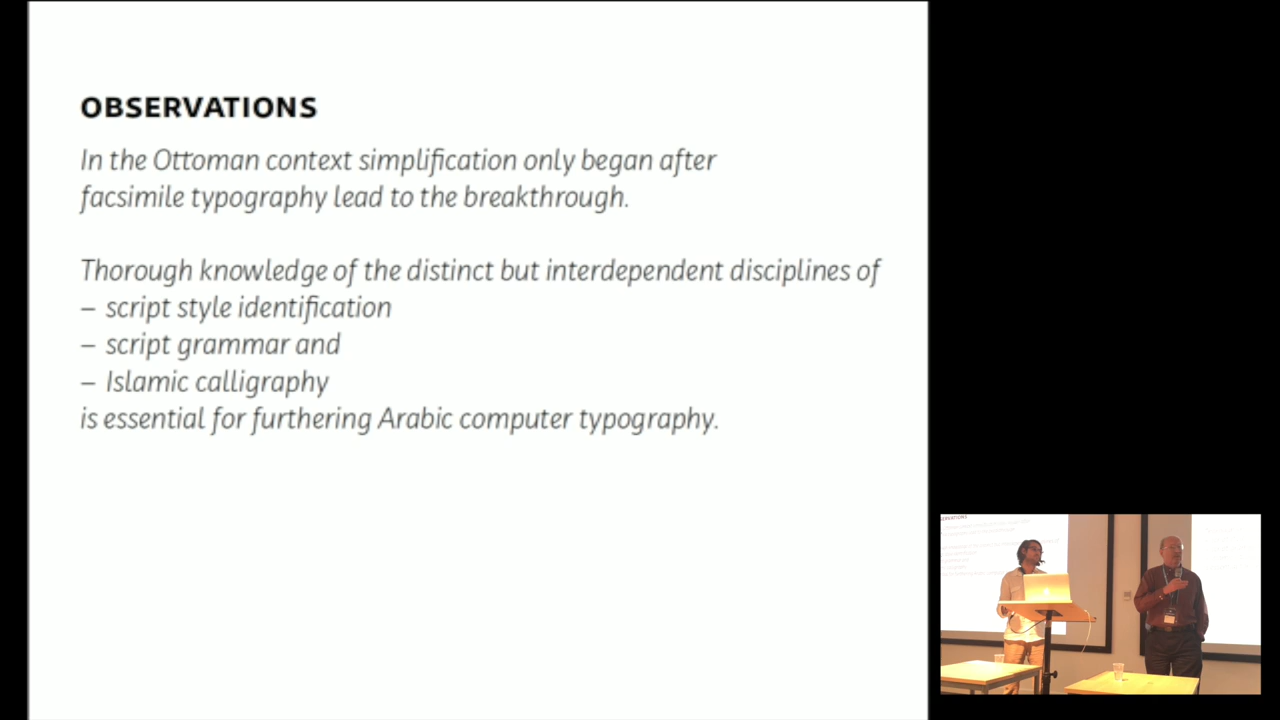 OBSERVATIONS
In the Ottoman context simplification only began after
facsimile typography lead to the breakthrough.
Thorough knowledge of the distinct but interdependent disciplines of
– script style identification
– script grammar and
– Islamic calligraphy
is essential for furthering Arabic computer typography.